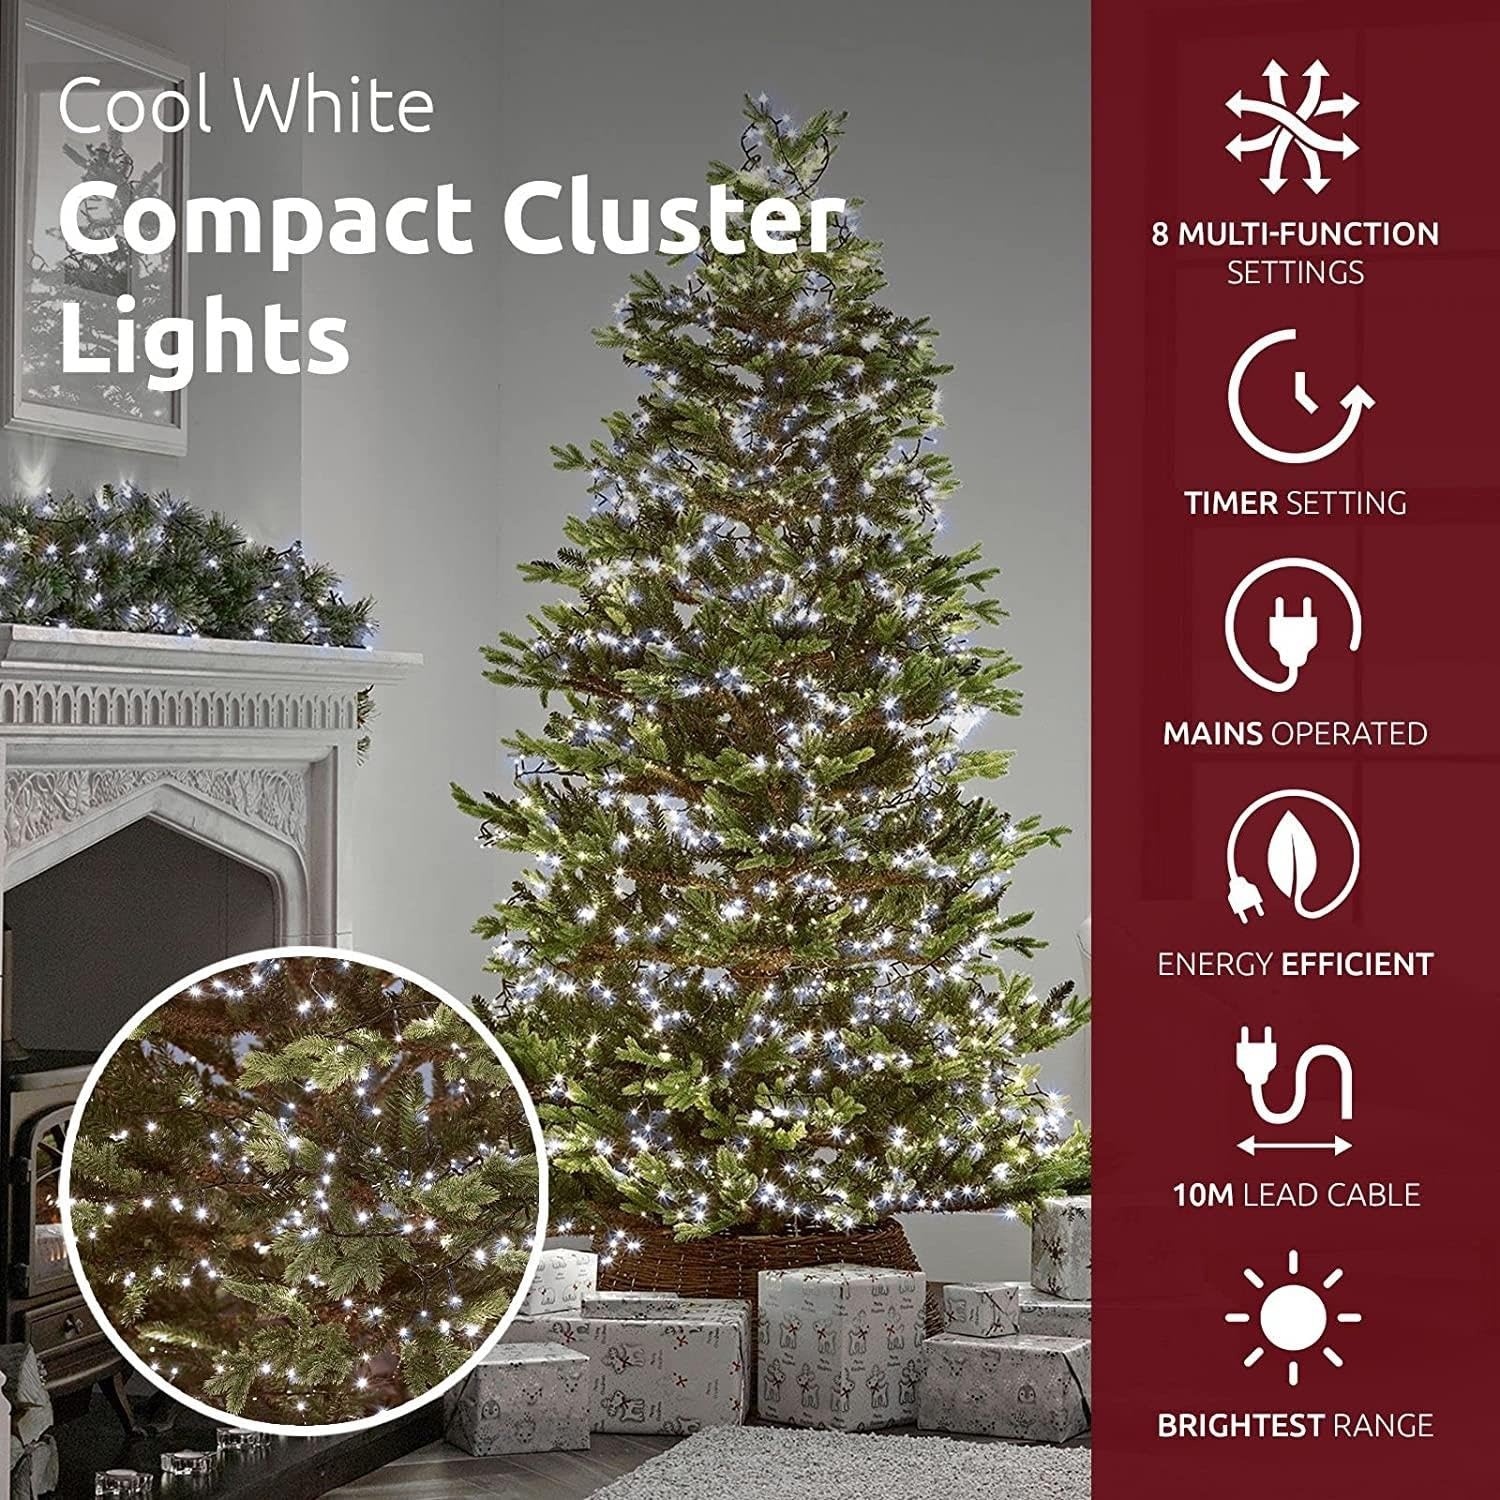 Cool White
Compact Cluster
Lights
8 MULTI-FUNCTION
SETTINGS
TIMER SETTING
MAINS OPERATED
ENERGY EFFICIENT
10M LEAD CABLE
BRIGHTEST RANGE